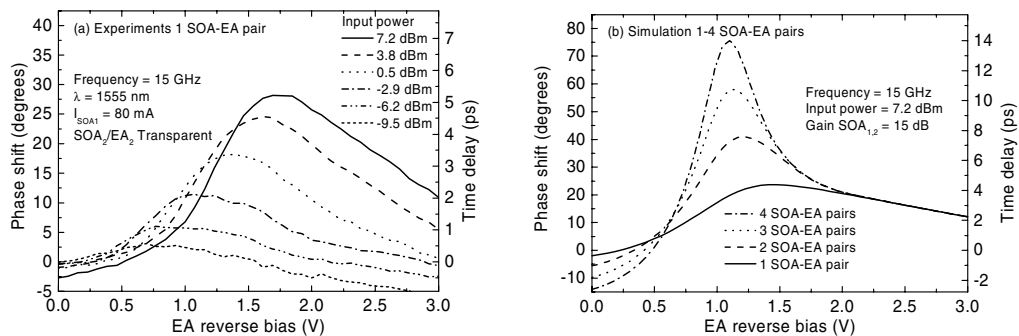 (a) Experiments 1 SOA-EA pair
Input power
7.2 dBm
3.8 dBm
0.5 dBm
-2.9 dBm
-6.2 dBm
-9.5 dBm
Frequency = 15 GHz
λ = 1555 nm
I_SOA1 = 80 mA
SOA₂/EA₂ Transparent
Phase shift (degrees)
40
35
30
25
20
15
10
5
0
-5
Time delay (ps)
7
6
5
4
3
2
1
0
0.0 0.5 1.0 1.5 2.0 2.5 3.0
EA reverse bias (V)
(b) Simulation 1-4 SOA-EA pairs
Frequency = 15 GHz
Input power = 7.2 dBm
Gain SOA₁,₂ = 15 dB
4 SOA-EA pairs
3 SOA-EA pairs
2 SOA-EA pairs
1 SOA-EA pair
Phase shift (degrees)
80
70
60
50
40
30
20
10
0
-10
Time delay (ps)
14
12
10
8
6
4
2
0
-2
0.0 0.5 1.0 1.5 2.0 2.5 3.0
EA reverse bias (V)